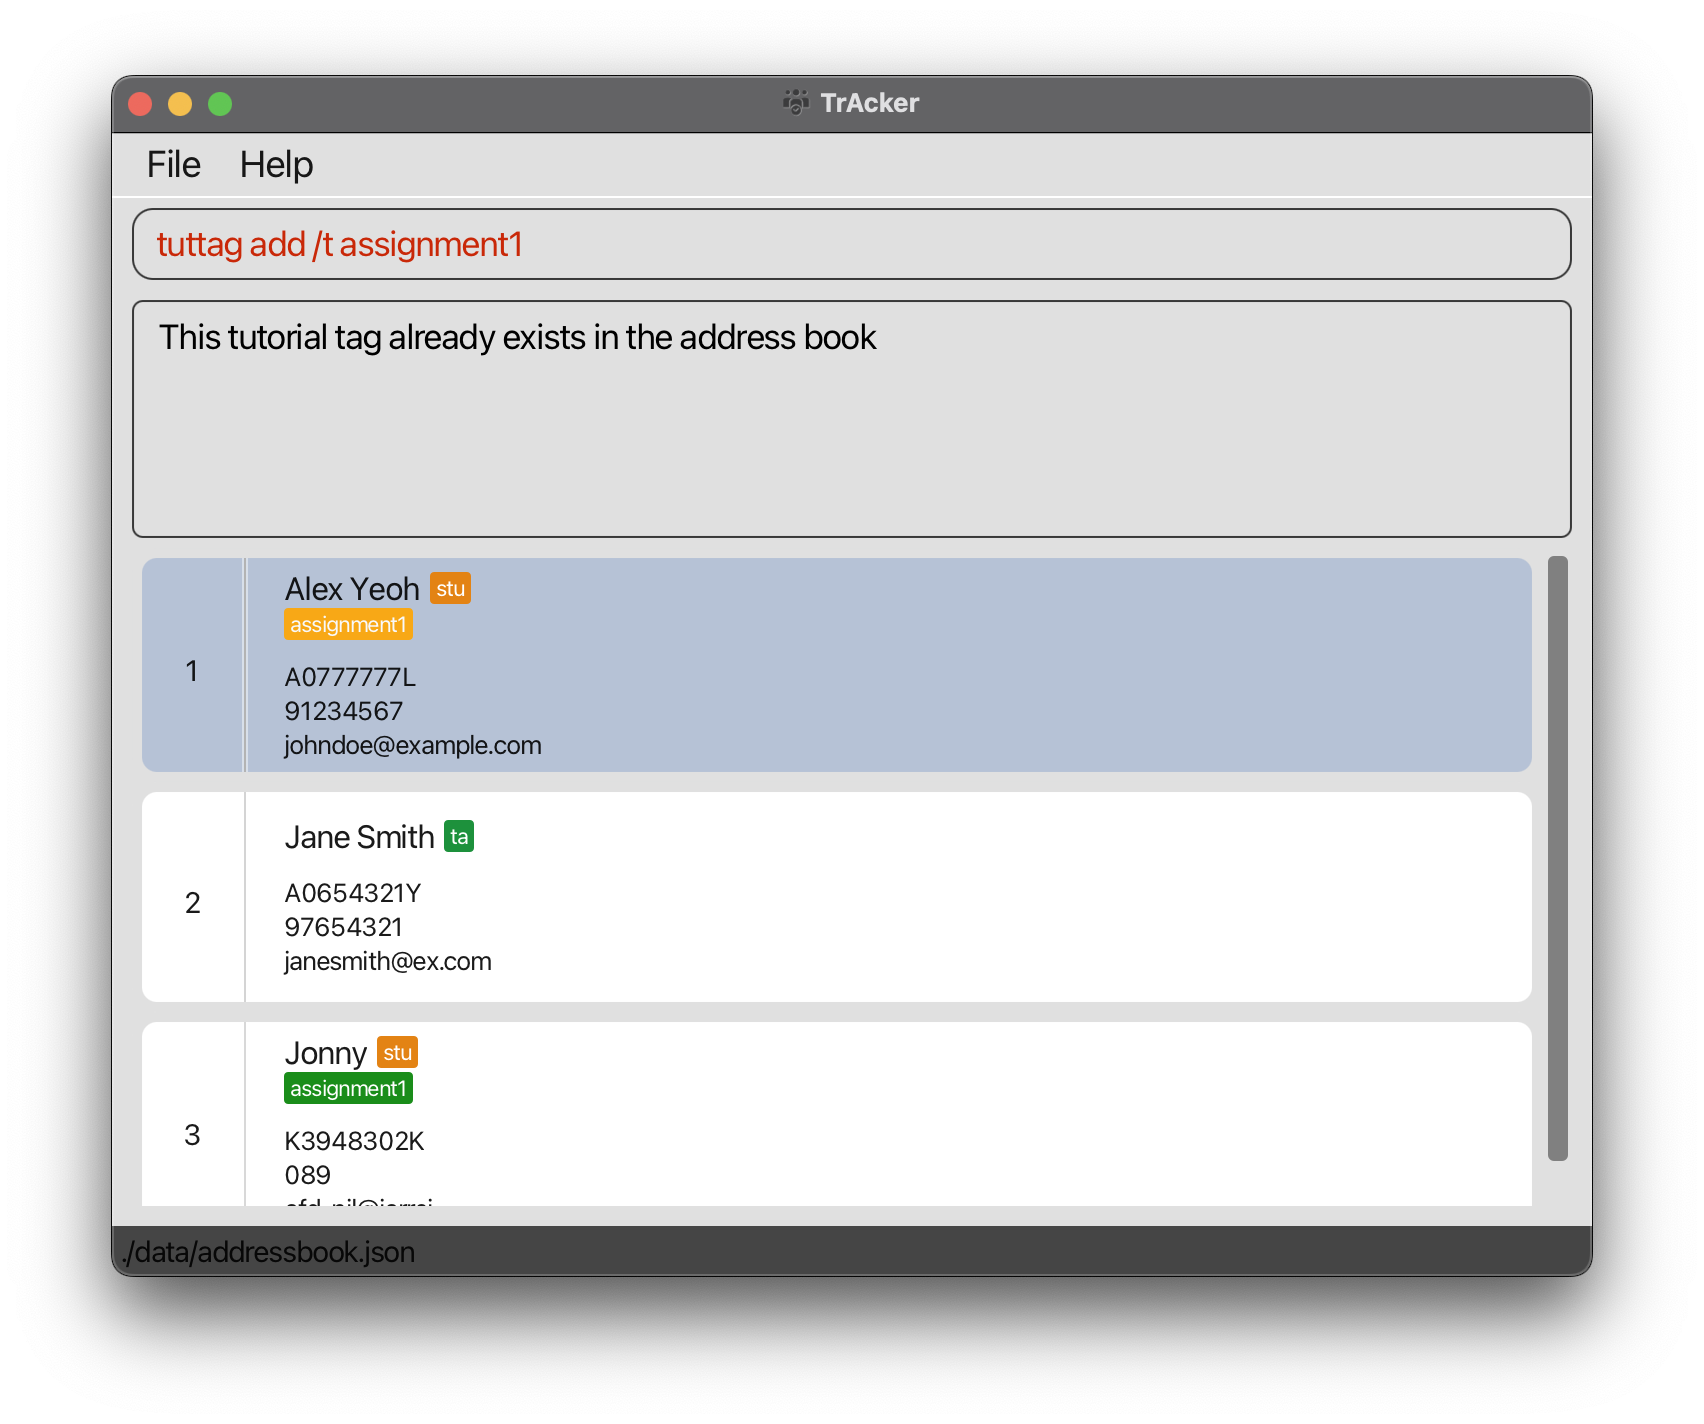 TrAcker
File Help
tuttag add /t assignment1
This tutorial tag already exists in the address book
Alex Yeoh stu
assignment1
1
A0777777L
91234567
johndoe@example.com
Jane Smith ta
2
A0654321Y
97654321
janesmith@ex.com
Jonny stu
assignment1
3
K3948302K
089
./data/addressbook.json